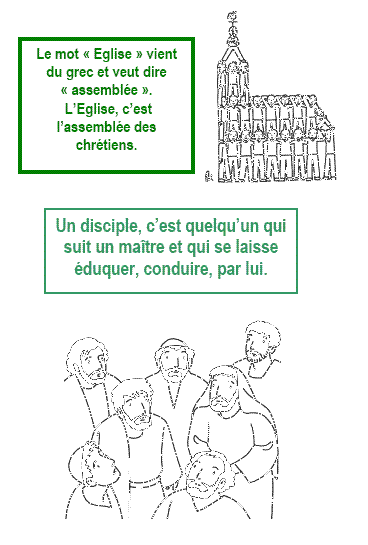 Le mot « Eglise » vient
du grec et veut dire
« assemblée ».
L'Eglise, c'est
l'assemblée des
chrétiens.
Un disciple, c'est quelqu'un qui
suit un maître et qui se laisse
éduquer, conduire, par lui.